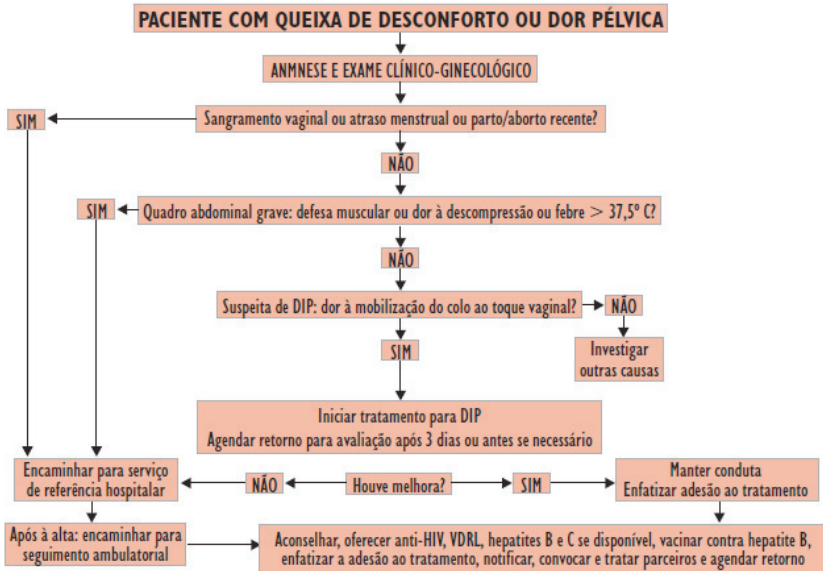 PACIENTE COM QUEIXA DE DESCONFORTO OU DOR PÉLVICA
ANMNESE E EXAME CLÍNICO-GINECOLÓGICO
SIM
Sangramento vaginal ou atraso menstrual ou parto/aborto recente?
NÃO
SIM
Quadro abdominal grave: defesa muscular ou dor à descompressão ou febre > 37,5º C?
NÃO
Suspeita de DIP: dor à mobilização do colo ao toque vaginal?
NÃO
SIM
Investigar
outras causas
Iniciar tratamento para DIP
Agendar retorno para avaliação após 3 dias ou antes se necessário
Encaminhar para serviço
de referência hospitalar
NÃO
Houve melhora?
SIM
Manter conduta
Enfatizar adesão ao tratamento
Após à alta: encaminhar para
seguimento ambulatorial
Aconselhar, oferecer anti-HIV, VDRL, hepatites B e C se disponível, vacinar contra hepatite B,
enfatizar a adesão ao tratamento, notificar, convocar e tratar parceiros e agendar retorno